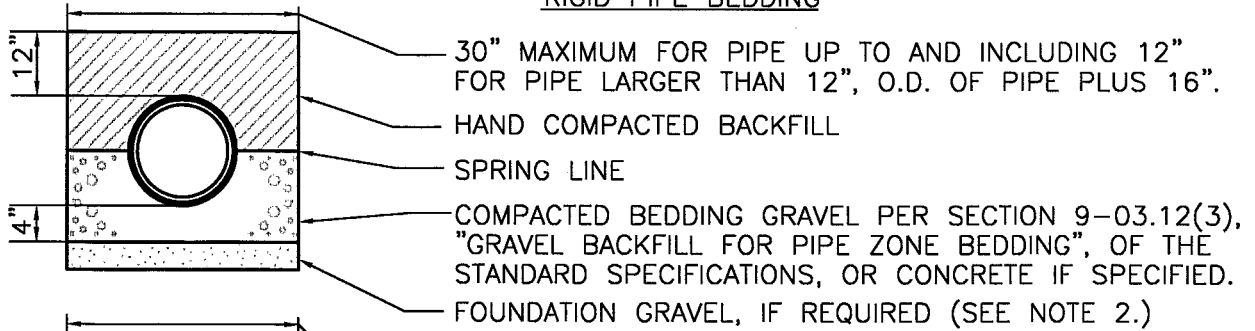 RIGID PIPE BEDDING
12"
30" MAXIMUM FOR PIPE UP TO AND INCLUDING 12"
FOR PIPE LARGER THAN 12", O.D. OF PIPE PLUS 16".
HAND COMPACTED BACKFILL
SPRING LINE
4"
COMPACTED BEDDING GRAVEL PER SECTION 9-03.12(3),
"GRAVEL BACKFILL FOR PIPE ZONE BEDDING", OF THE
STANDARD SPECIFICATIONS, OR CONCRETE IF SPECIFIED.
FOUNDATION GRAVEL, IF REQUIRED (SEE NOTE 2.)